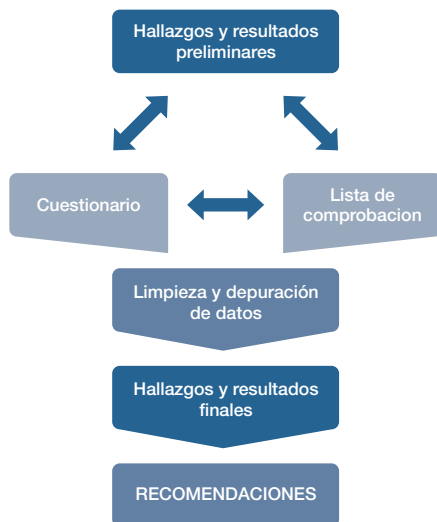 Hallazgos y resultados
preliminares
Cuestionario
Lista de
comprobacion
Limpieza y depuración
de datos
Hallazgos y resultados
finales
RECOMENDACIONES